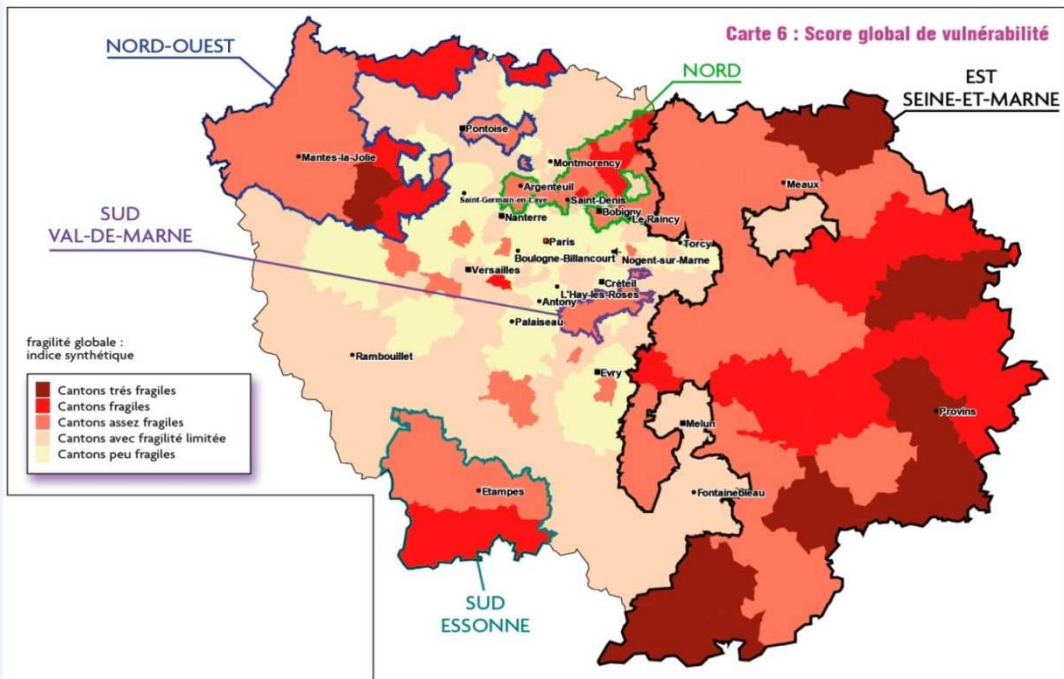 Carte 6 : Score global de vulnérabilité
NORD-OUEST
NORD
EST
SEINE-ET-MARNE
Pontoise
Mantes-la-Jolie
Montmorency
Meaux
Argenteuil
Saint-Germain-en-Laye
Saint-Denis
Bobigny
Nanterre
Le Raincy
SUD
VAL-DE-MARNE
Paris
Torcy
Boulogne-Billancourt
Nogent-sur-Marne
Versailles
Créteil
L'Hay-les-Roses
Antony
Palaiseau
Rambouillet
Evry
fragilité globale :
indice synthétique
Cantons trés fragiles
Cantons fragiles
Cantons assez fragiles
Cantons avec fragilité limitée
Cantons peu fragiles
Provins
Melun
Etampes
Fontainebleau
SUD
ESSONNE